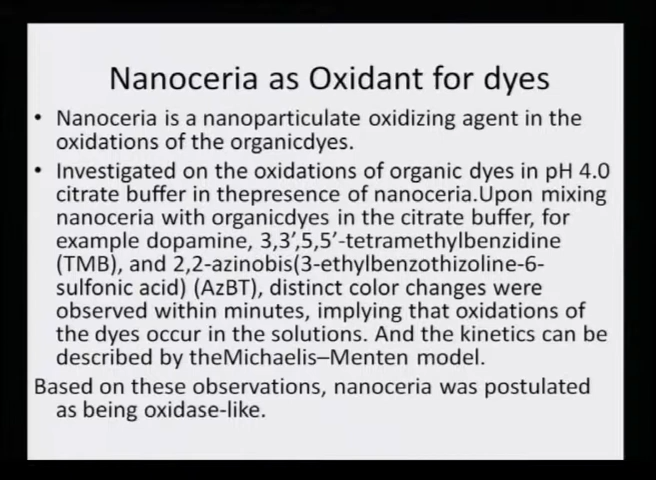 Nanoceria as Oxidant for dyes
• Nanoceria is a nanoparticulate oxidizing agent in the
oxidations of the organicdyes.
• Investigated on the oxidations of organic dyes in pH 4.0
citrate buffer in thepresence of nanoceria.Upon mixing
nanoceria with organicdyes in the citrate buffer, for
example dopamine, 3,3’,5,5’-tetramethylbenzidine
(TMB), and 2,2-azinobis(3-ethylbenzothizoline-6-
sulfonic acid) (AzBT), distinct color changes were
observed within minutes, implying that oxidations of
the dyes occur in the solutions. And the kinetics can be
described by theMichaelis–Menten model.
Based on these observations, nanoceria was postulated
as being oxidase-like.